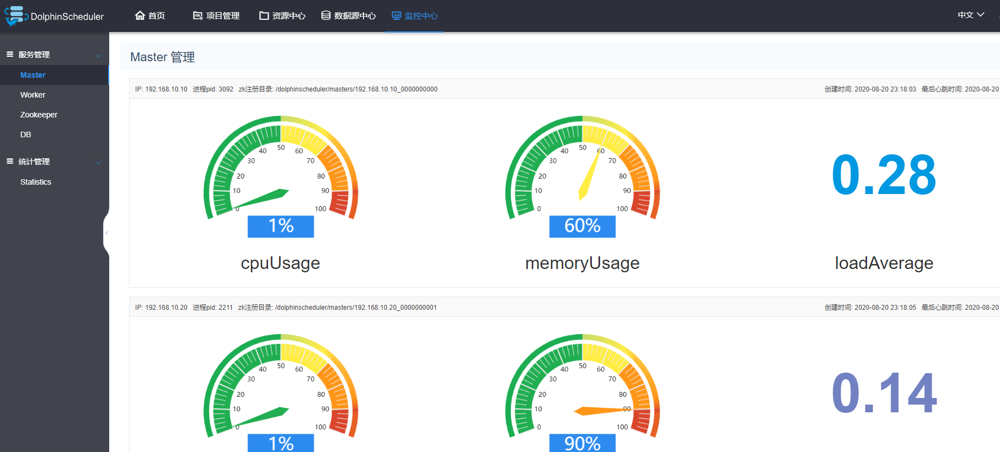 DolphinScheduler 首页 项目管理 资源中心 数据源中心 监控中心 中文
服务管理
Master
Worker
Zookeeper
DB
统计管理
Statistics
Master 管理
IP: 192.168.10.10 进程pid: 3092 zk注册目录: /dolphinscheduler/masters/192.168.10.10_0000000000 创建时间: 2020-08-20 23:18:03 最后心跳时间: 2020-08-20
0 10 20 30 40 50 60 70 80 90 100
1%
cpuUsage
0 10 20 30 40 50 60 70 80 90 100
60%
memoryUsage
0.28
loadAverage
IP: 192.168.10.20 进程pid: 2211 zk注册目录: /dolphinscheduler/masters/192.168.10.20_0000000001 创建时间: 2020-08-20 23:18:05 最后心跳时间: 2020-08-20
0 10 20 30 40 50 60 70 80 90 100
1%
0 10 20 30 40 50 60 70 80 90 100
90%
0.14